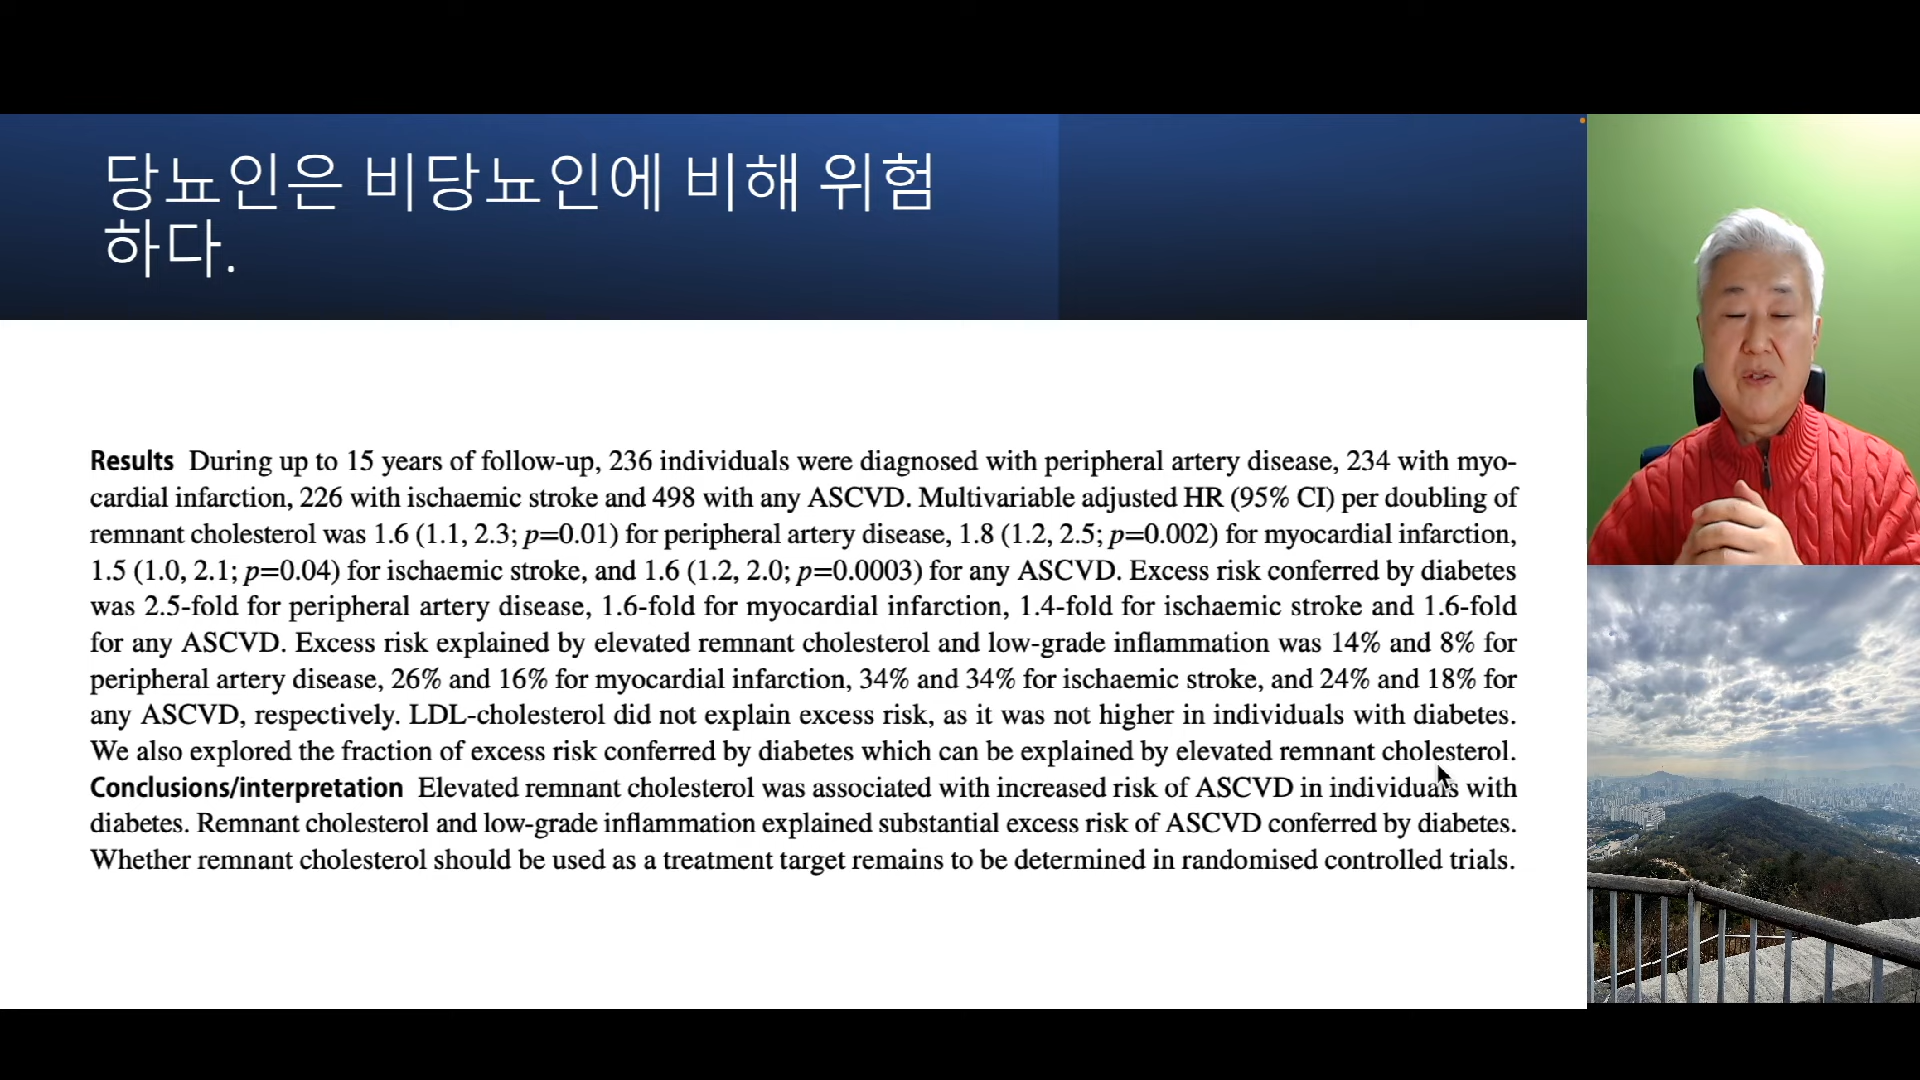 당뇨인은 비당뇨인에 비해 위험
하다.
Results During up to 15 years of follow-up, 236 individuals were diagnosed with peripheral artery disease, 234 with myo-
cardial infarction, 226 with ischaemic stroke and 498 with any ASCVD. Multivariable adjusted HR (95% CI) per doubling of
remnant cholesterol was 1.6 (1.1, 2.3; p=0.01) for peripheral artery disease, 1.8 (1.2, 2.5; p=0.002) for myocardial infarction,
1.5 (1.0, 2.1; p=0.04) for ischaemic stroke, and 1.6 (1.2, 2.0; p=0.0003) for any ASCVD. Excess risk conferred by diabetes
was 2.5-fold for peripheral artery disease, 1.6-fold for myocardial infarction, 1.4-fold for ischaemic stroke and 1.6-fold
for any ASCVD. Excess risk explained by elevated remnant cholesterol and low-grade inflammation was 14% and 8% for
peripheral artery disease, 26% and 16% for myocardial infarction, 34% and 34% for ischaemic stroke, and 24% and 18% for
any ASCVD, respectively. LDL-cholesterol did not explain excess risk, as it was not higher in individuals with diabetes.
We also explored the fraction of excess risk conferred by diabetes which can be explained by elevated remnant cholesterol.
Conclusions/interpretation Elevated remnant cholesterol was associated with increased risk of ASCVD in individuals with
diabetes. Remnant cholesterol and low-grade inflammation explained substantial excess risk of ASCVD conferred by diabetes.
Whether remnant cholesterol should be used as a treatment target remains to be determined in randomised controlled trials.